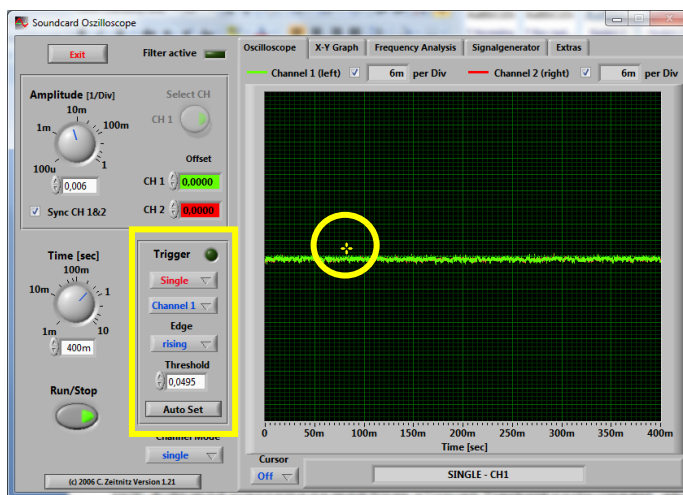 Soundcard Oszilloscope
Exit
Filter active
Amplitude [1/Div]
10m
1m
100m
100u
1
0,006
Sync CH 1&2
Select CH
CH 1
Offset
CH 1 0,0000
CH 2 0,0000
Time [sec]
100m
10m
1
1m
10
400m
Run/Stop
Trigger
Single
Channel 1
Edge
rising
Threshold
0,0495
Auto Set
Channel Mode
single
(c) 2006 C. Zeitnitz Version 1.21
Oscilloscope X-Y Graph Frequency Analysis Signalgenerator Extras
Channel 1 (left) 6m per Div Channel 2 (right) 6m per Div
0 50m 100m 150m 200m 250m 300m 350m 400m
Time [sec]
Cursor
Off
SINGLE - CH1